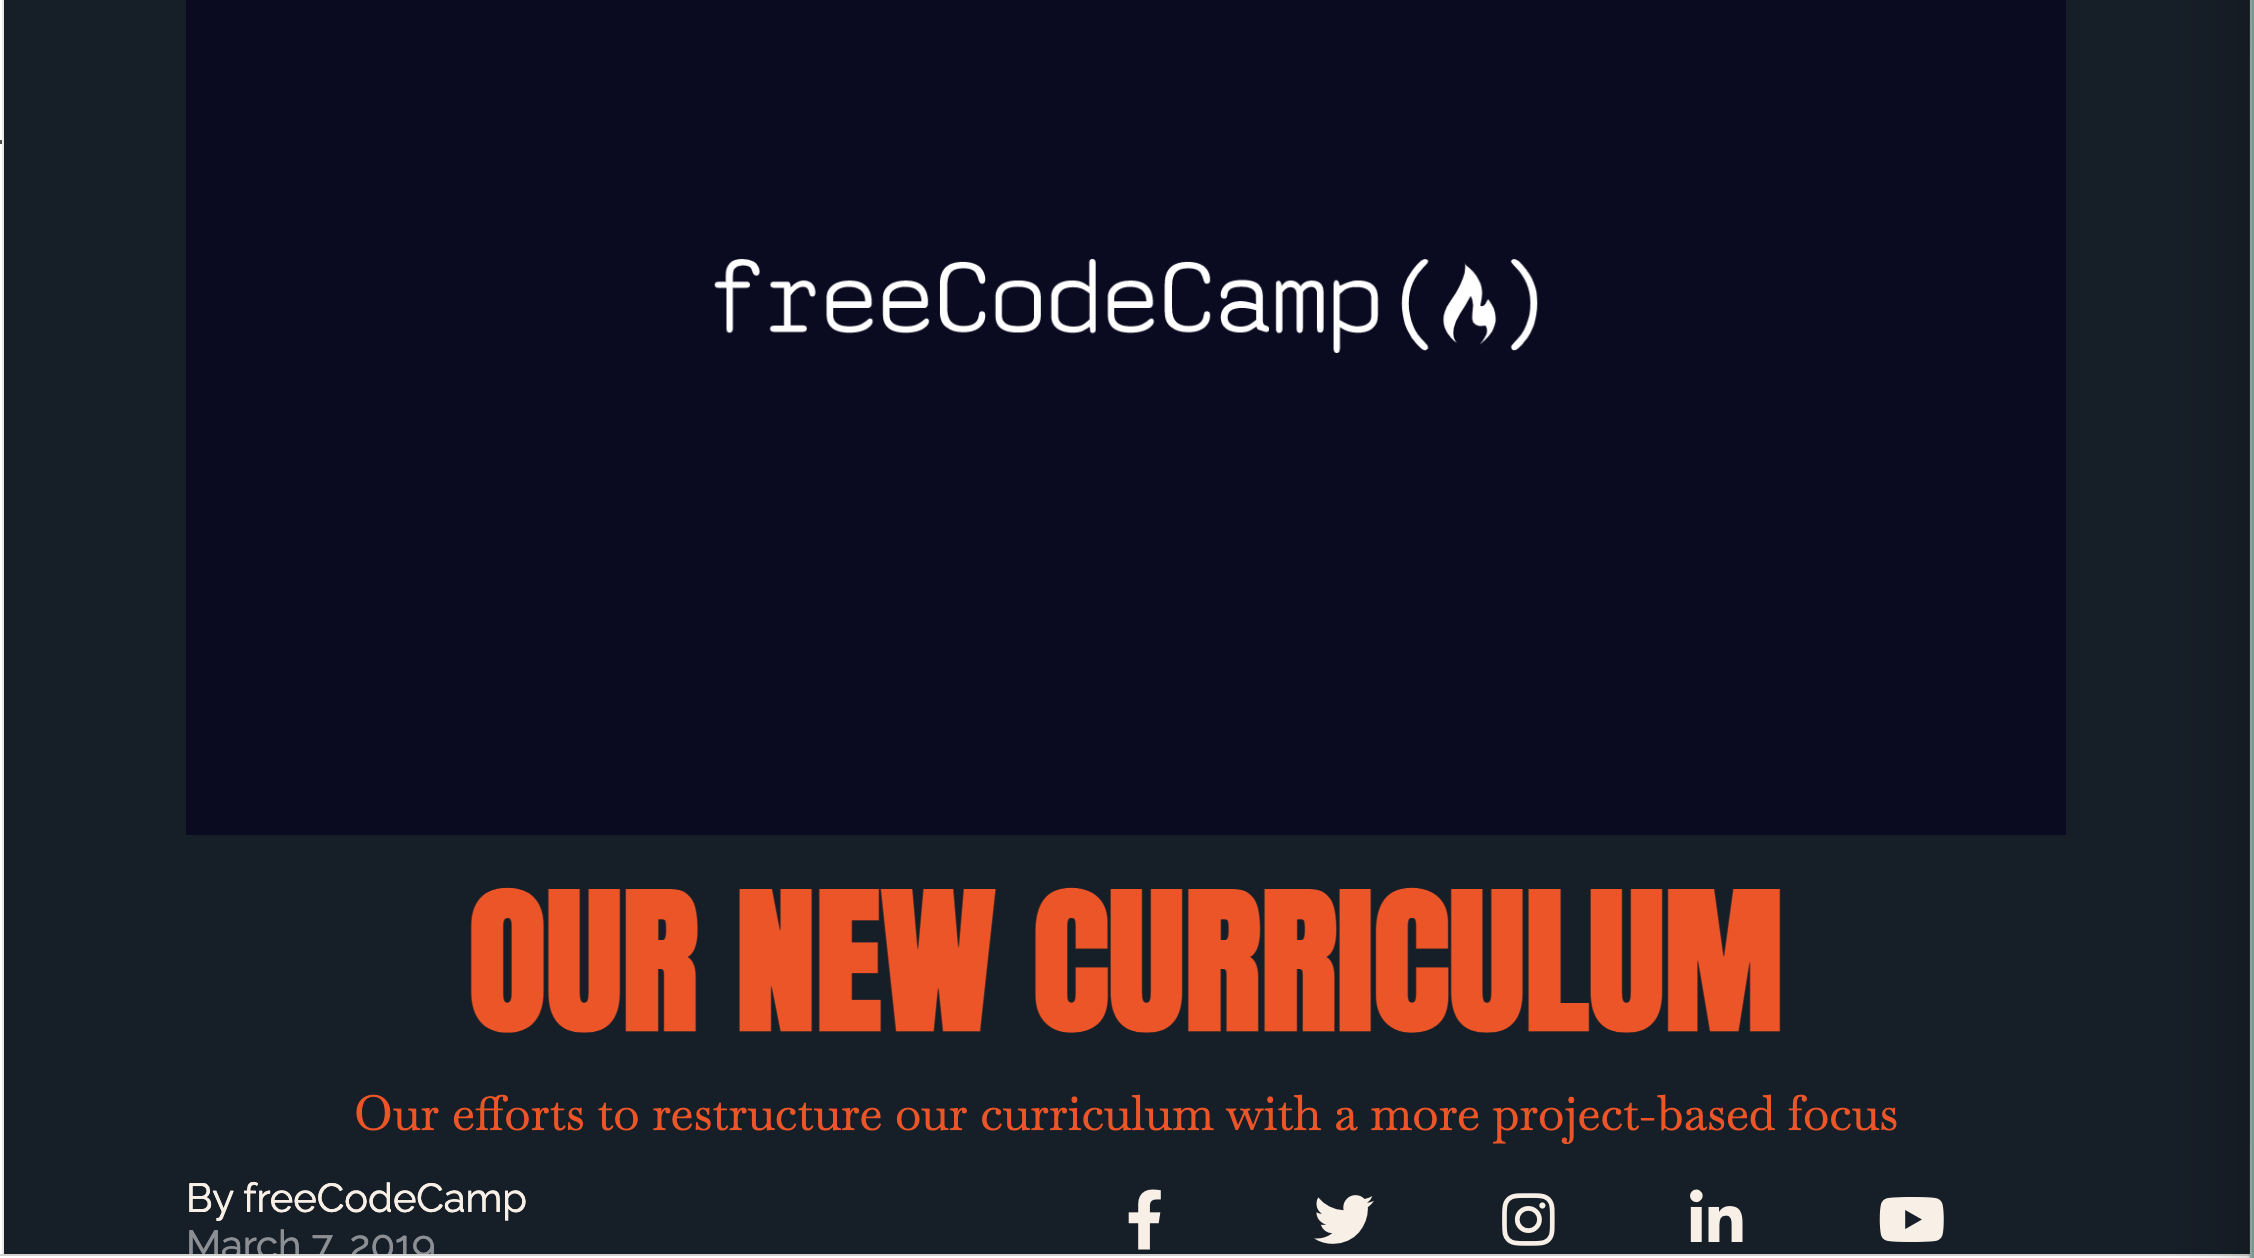 freeCodeCamp()
OUR NEW CURRICULUM
Our efforts to restructure our curriculum with a more project-based focus
By freeCodeCamp
March 7, 2019